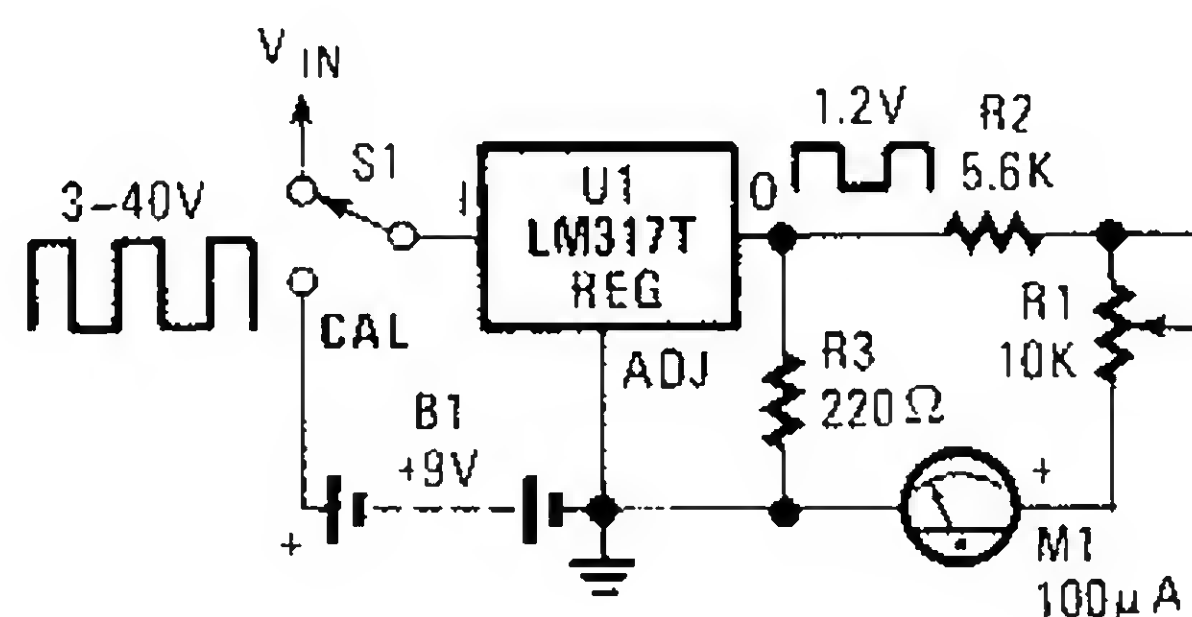 V IN
3-40V
S1
CAL
I
U1
LM317T
REG
O
ADJ
1.2V
R2
5.6K
R1
10K
R3
220Ω
B1
+9V
+
+
M1
100μA